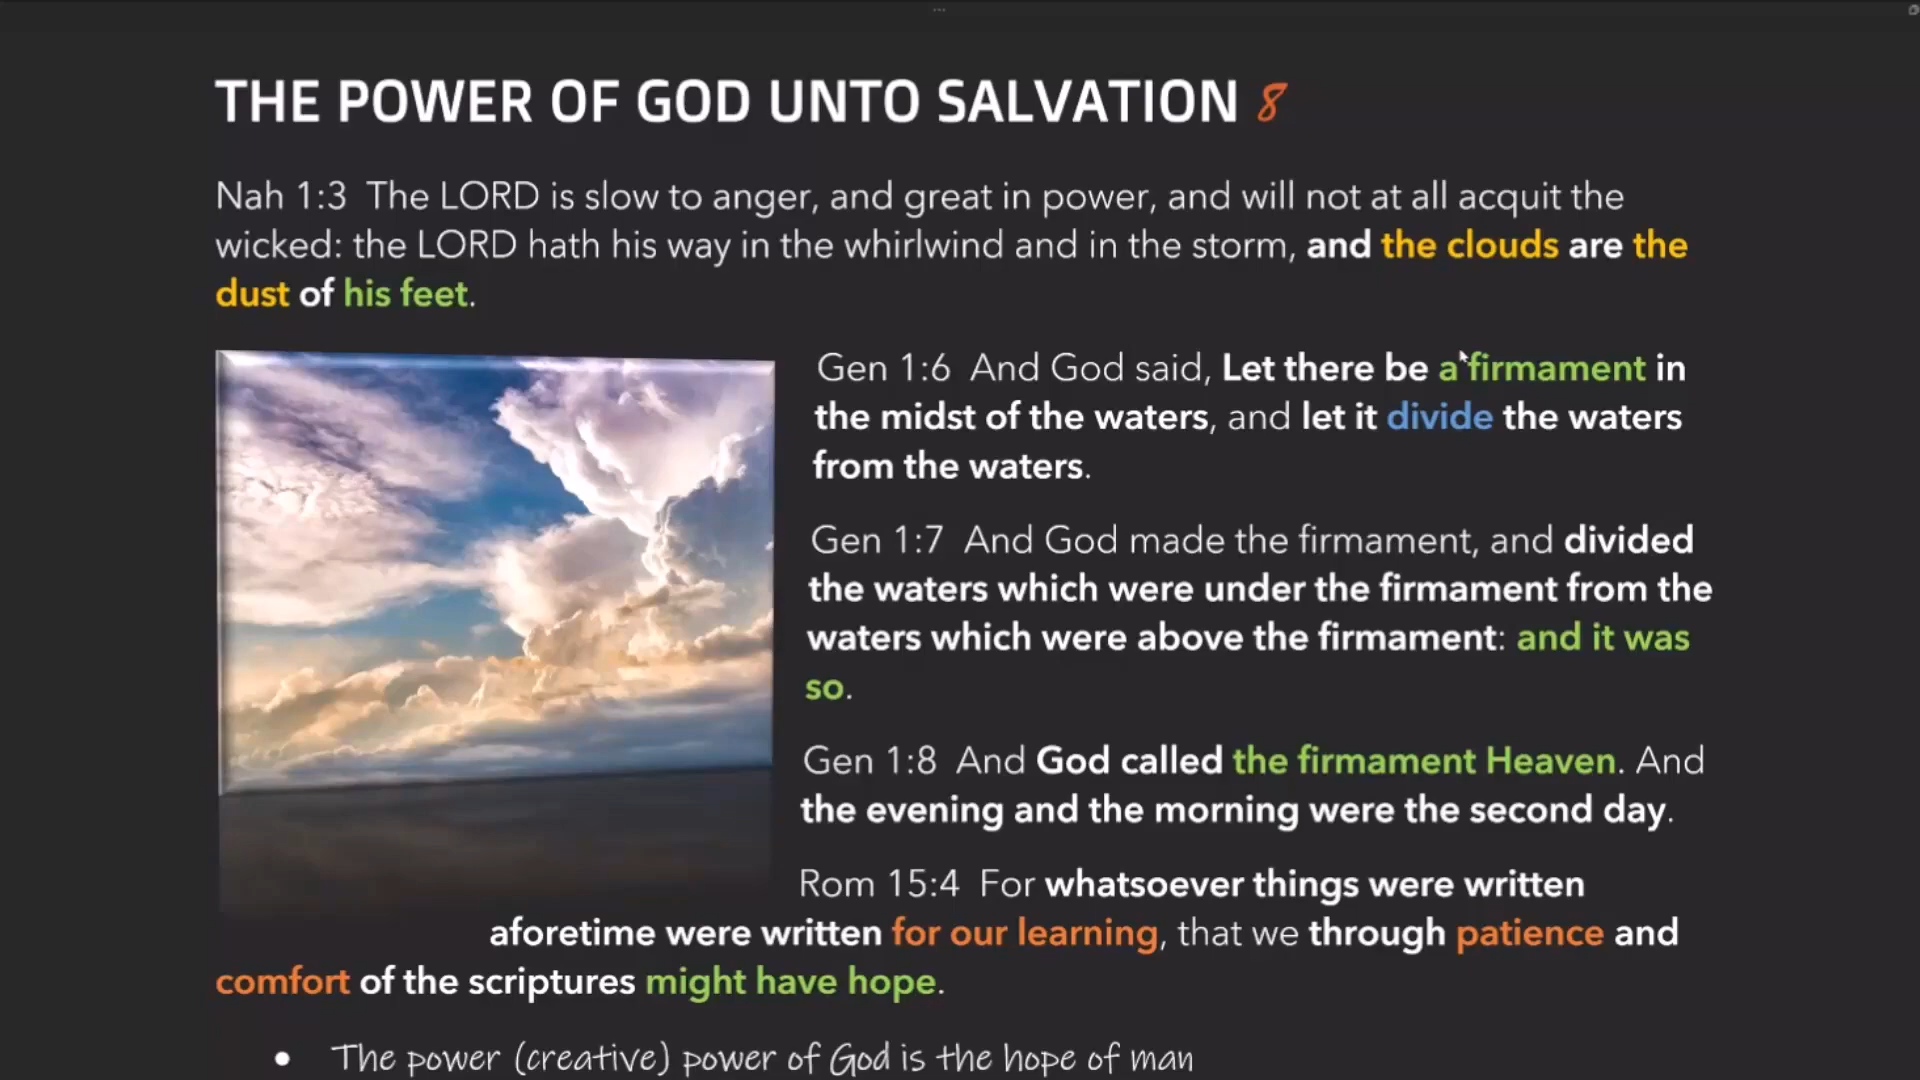 THE POWER OF GOD UNTO SALVATION 8
Nah 1:3 The LORD is slow to anger, and great in power, and will not at all acquit the
wicked: the LORD hath his way in the whirlwind and in the storm, and the clouds are the
dust of his feet.
Gen 1:6 And God said, Let there be a firmament in
the midst of the waters, and let it divide the waters
from the waters.
Gen 1:7 And God made the firmament, and divided
the waters which were under the firmament from the
waters which were above the firmament: and it was
so.
Gen 1:8 And God called the firmament Heaven. And
the evening and the morning were the second day.
Rom 15:4 For whatsoever things were written
aforetime were written for our learning, that we through patience and
comfort of the scriptures might have hope.
• The power (creative) power of God is the hope of man